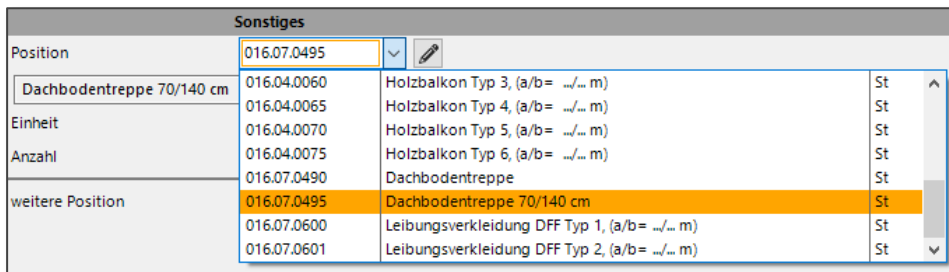 Sonstiges
Position 016.07.0495
Dachbodentreppe 70/140 cm
Einheit
Anzahl
weitere Position
016.04.0060 Holzbalkon Typ 3, (a/b= .../... m) St
016.04.0065 Holzbalkon Typ 4, (a/b= .../... m) St
016.04.0070 Holzbalkon Typ 5, (a/b= .../... m) St
016.04.0075 Holzbalkon Typ 6, (a/b= .../... m) St
016.07.0490 Dachbodentreppe St
016.07.0495 Dachbodentreppe 70/140 cm St
016.07.0600 Leibungsverkleidung DFF Typ 1, (a/b= .../... m) St
016.07.0601 Leibungsverkleidung DFF Typ 2, (a/b= .../... m) St